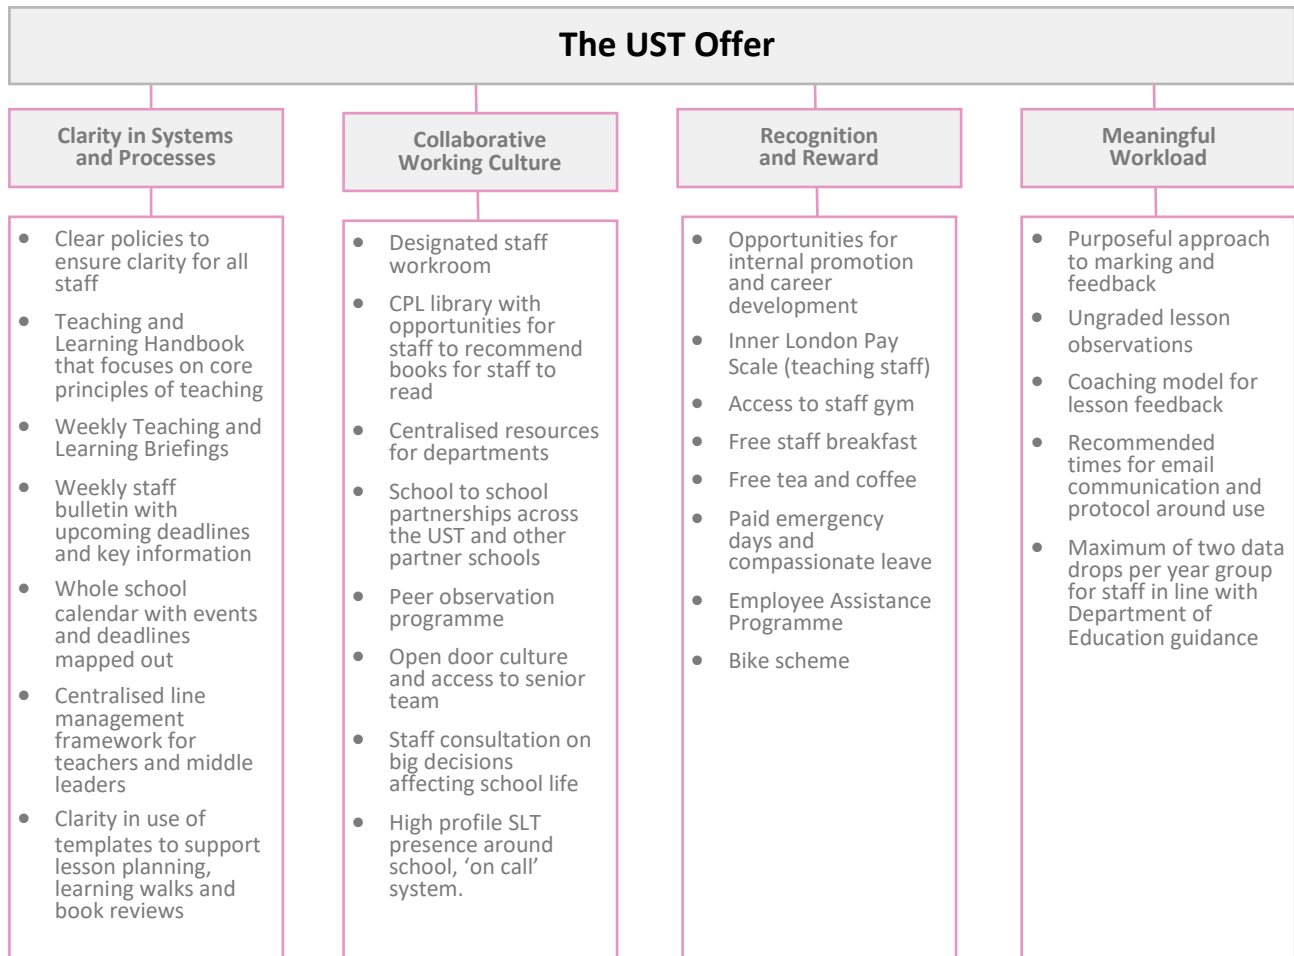 The UST Offer
Clarity in Systems
and Processes
• Clear policies to
ensure clarity for all
staff
• Teaching and
Learning Handbook
that focuses on core
principles of teaching
• Weekly Teaching and
Learning Briefings
• Weekly staff
bulletin with
upcoming deadlines
and key information
• Whole school
calendar with events
and deadlines
mapped out
• Centralised line
management
framework for
teachers and middle
leaders
• Clarity in use of
templates to support
lesson planning,
learning walks and
book reviews
Collaborative
Working Culture
• Designated staff
workroom
• CPL library with
opportunities for
staff to recommend
books for staff to
read
• Centralised resources
for departments
• School to school
partnerships across
the UST and other
partner schools
• Peer observation
programme
• Open door culture
and access to senior
team
• Staff consultation on
big decisions
affecting school life
• High profile SLT
presence around
school, ‘on call’
system.
Recognition
and Reward
• Opportunities for
internal promotion
and career
development
• Inner London Pay
Scale (teaching staff)
• Access to staff gym
• Free staff breakfast
• Free tea and coffee
• Paid emergency
days and
compassionate leave
• Employee Assistance
Programme
• Bike scheme
Meaningful
Workload
• Purposeful approach
to marking and
feedback
• Ungraded lesson
observations
• Coaching model for
lesson feedback
• Recommended
times for email
communication and
protocol around use
• Maximum of two data
drops per year group
for staff in line with
Department of
Education guidance